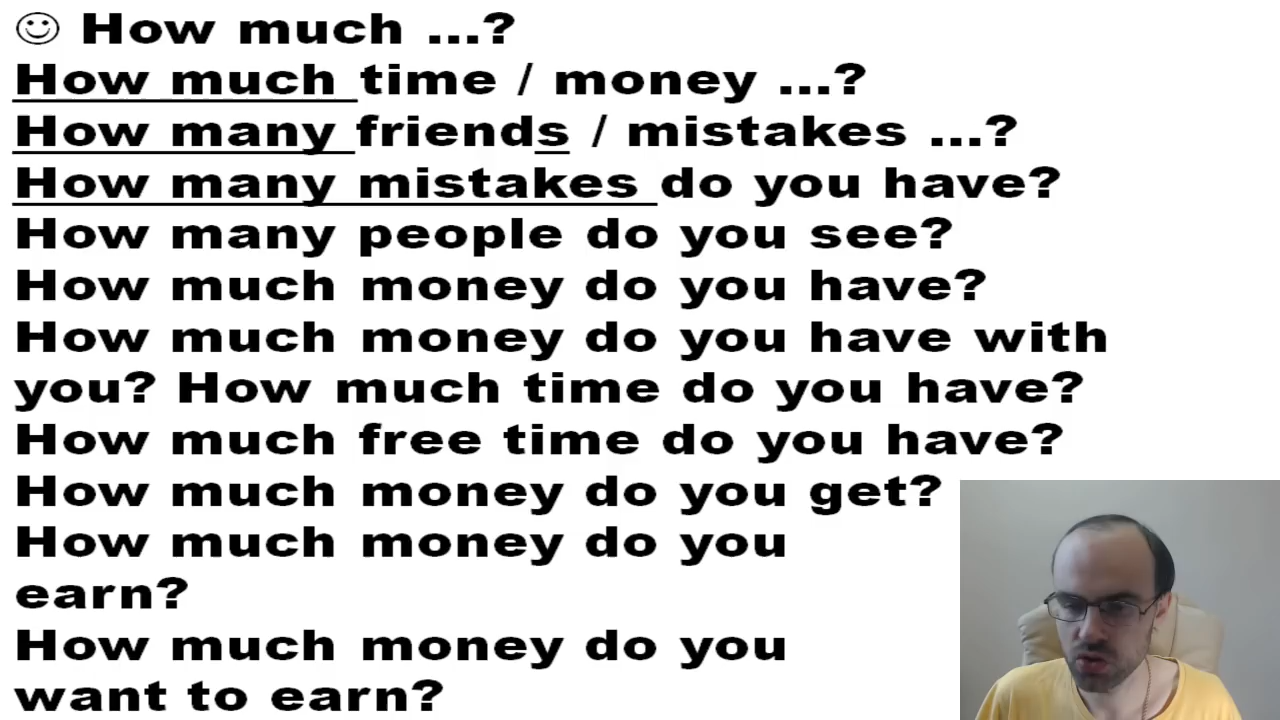 ☺ How much ...?
How much time / money ...?
How many friends / mistakes ...?
How many mistakes do you have?
How many people do you see?
How much money do you have?
How much money do you have with
you? How much time do you have?
How much free time do you have?
How much money do you get?
How much money do you
earn?
How much money do you
want to earn?